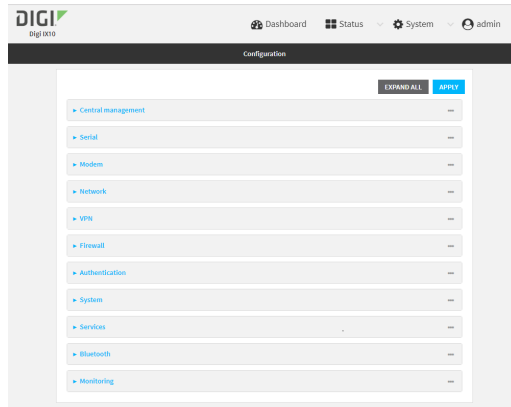 DIGI
Digi IX10
Dashboard
Status
System
admin
Configuration
EXPAND ALL
APPLY
Central management
Serial
Modem
Network
VPN
Firewall
Authentication
System
Services
Bluetooth
Monitoring